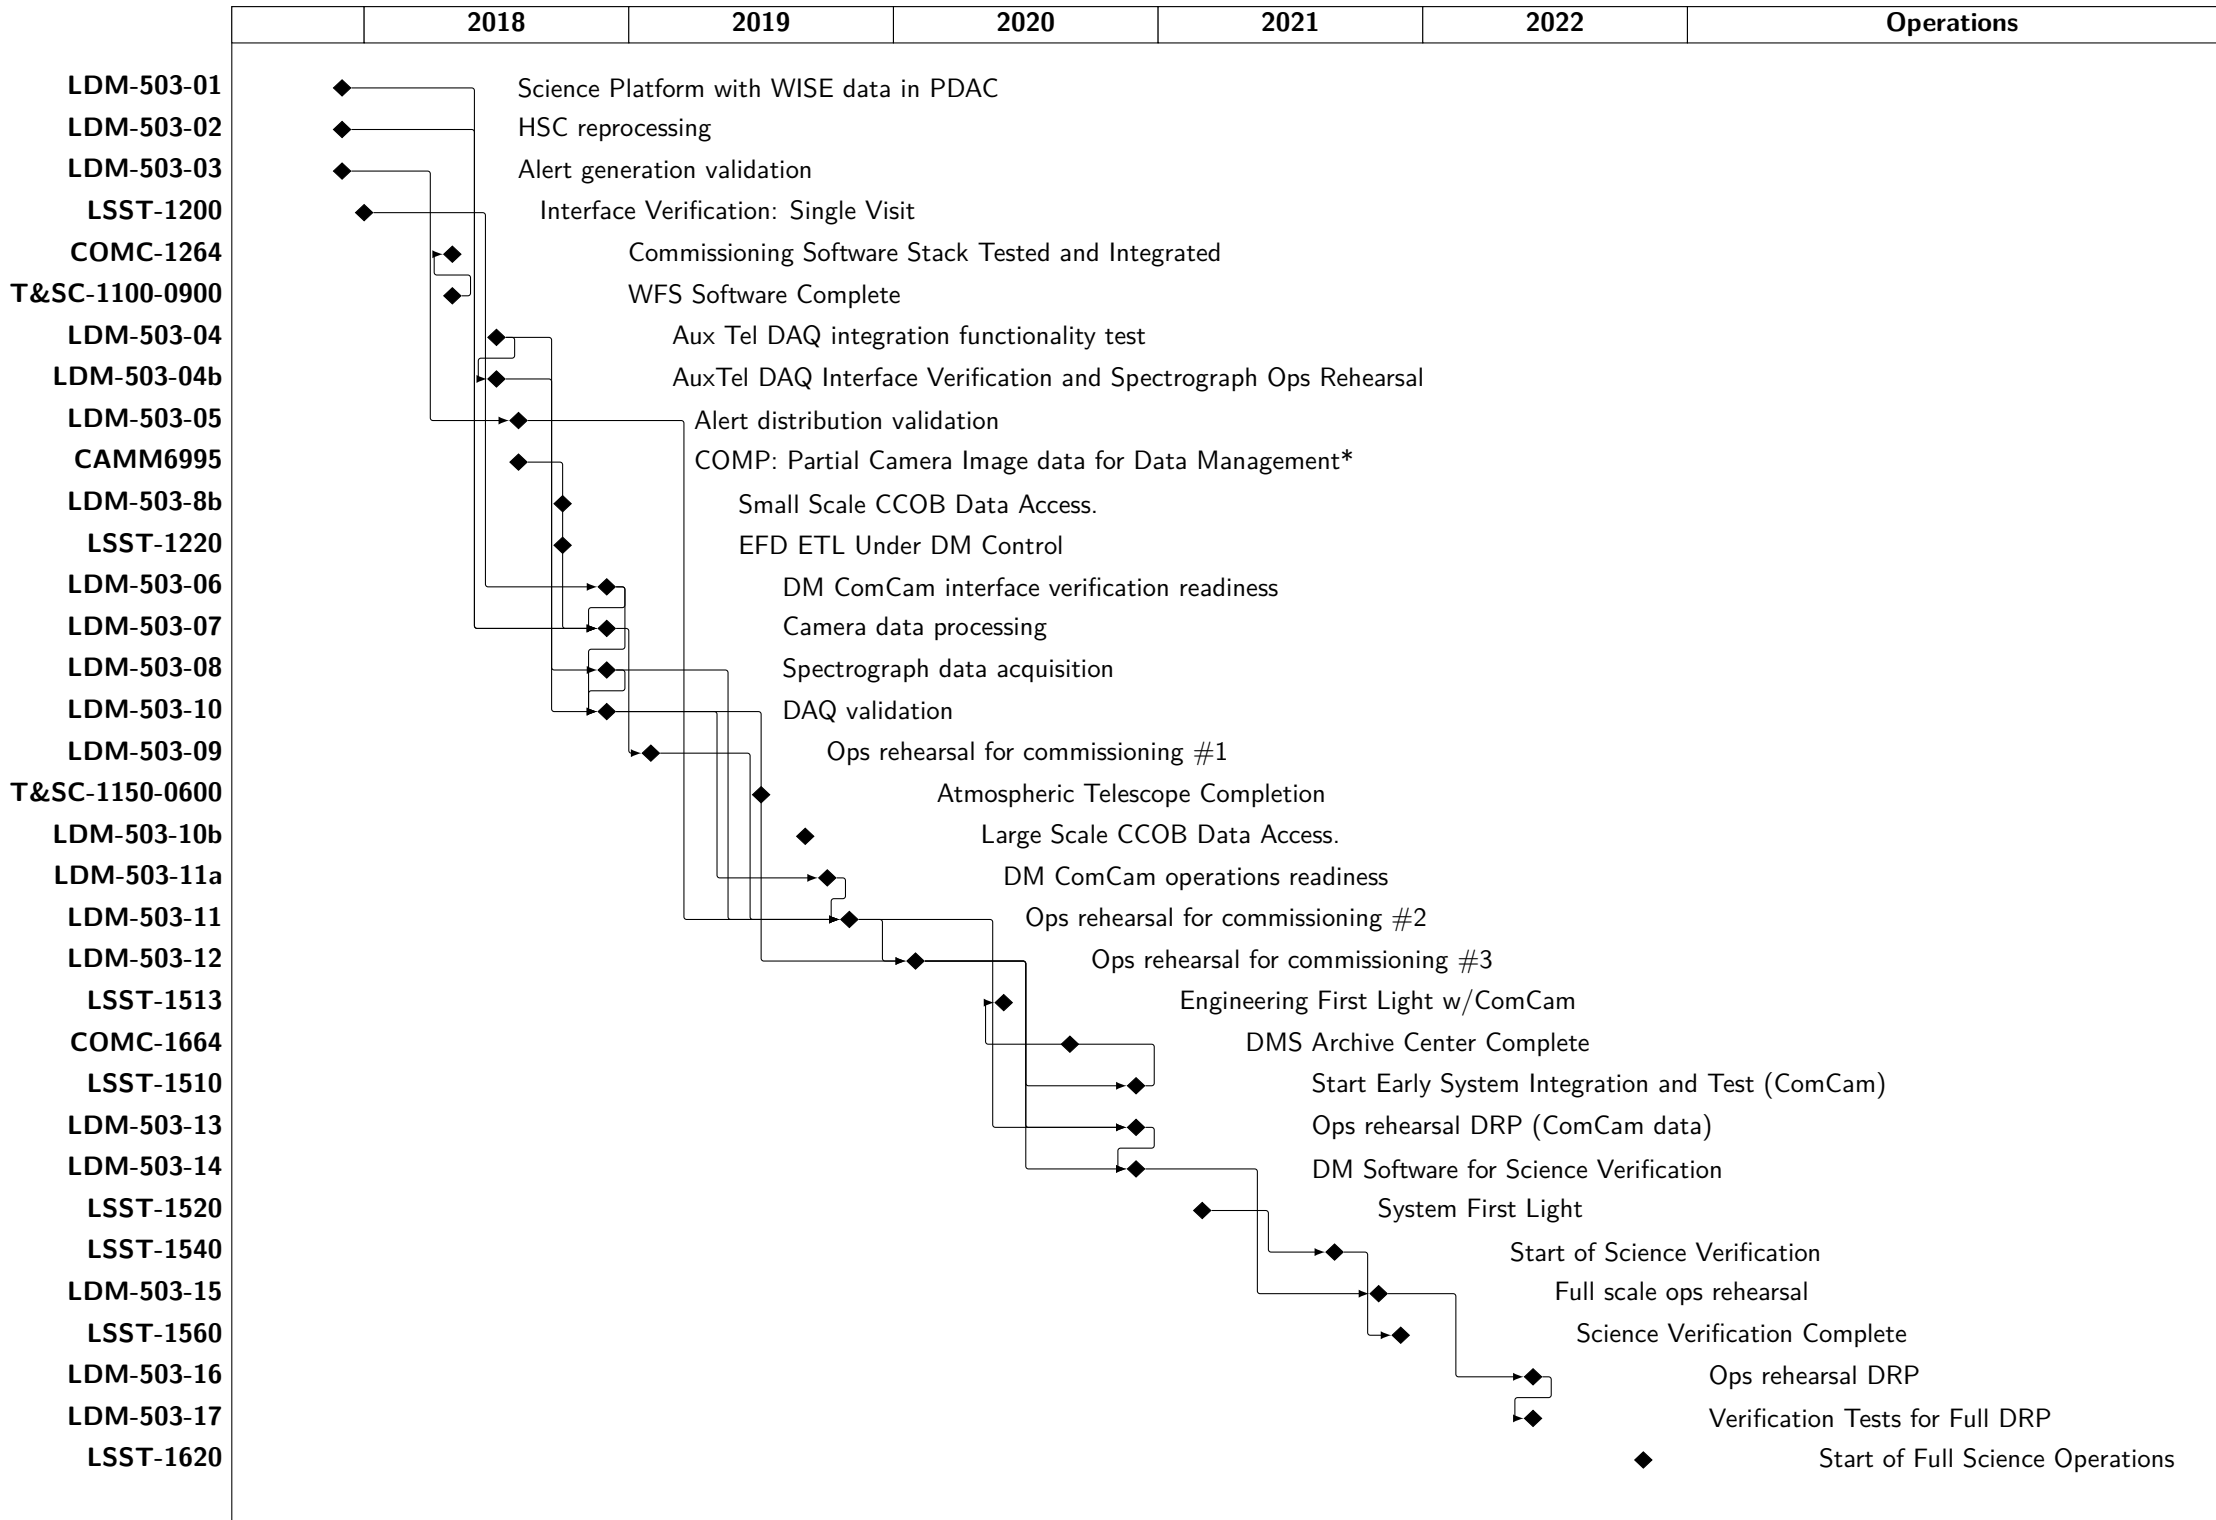 2018 2019 2020 2021 2022 Operations
LDM-503-01 Science Platform with WISE data in PDAC
LDM-503-02 HSC reprocessing
LDM-503-03 Alert generation validation
LSST-1200 Interface Verification: Single Visit
COMC-1264 Commissioning Software Stack Tested and Integrated
T&SC-1100-0900 WFS Software Complete
LDM-503-04 Aux Tel DAQ integration functionality test
LDM-503-04b AuxTel DAQ Interface Verification and Spectrograph Ops Rehearsal
LDM-503-05 Alert distribution validation
CAMM6995 COMP: Partial Camera Image data for Data Management*
LDM-503-8b Small Scale CCOB Data Access.
LSST-1220 EFD ETL Under DM Control
LDM-503-06 DM ComCam interface verification readiness
LDM-503-07 Camera data processing
LDM-503-08 Spectrograph data acquisition
LDM-503-10 DAQ validation
LDM-503-09 Ops rehearsal for commissioning #1
T&SC-1150-0600 Atmospheric Telescope Completion
LDM-503-10b Large Scale CCOB Data Access.
LDM-503-11a DM ComCam operations readiness
LDM-503-11 Ops rehearsal for commissioning #2
LDM-503-12 Ops rehearsal for commissioning #3
LSST-1513 Engineering First Light w/ComCam
COMC-1664 DMS Archive Center Complete
LSST-1510 Start Early System Integration and Test (ComCam)
LDM-503-13 Ops rehearsal DRP (ComCam data)
LDM-503-14 DM Software for Science Verification
LSST-1520 System First Light
LSST-1540 Start of Science Verification
LDM-503-15 Full scale ops rehearsal
LSST-1560 Science Verification Complete
LDM-503-16 Ops rehearsal DRP
LDM-503-17 Verification Tests for Full DRP
LSST-1620 Start of Full Science Operations